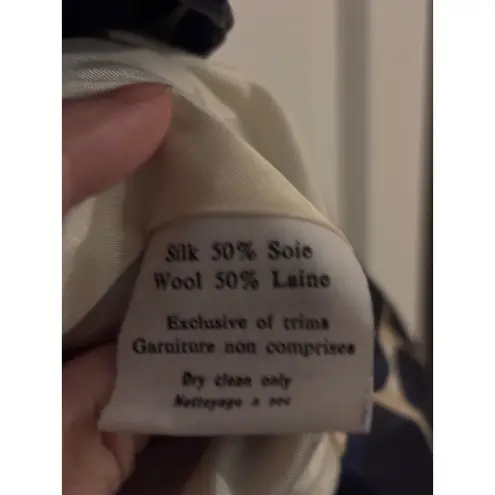 Silk 50% Soie
Wool 50% Laine
Exclusive of trims
Garniture non comprises
Dry clean only
Nettoyage a sec